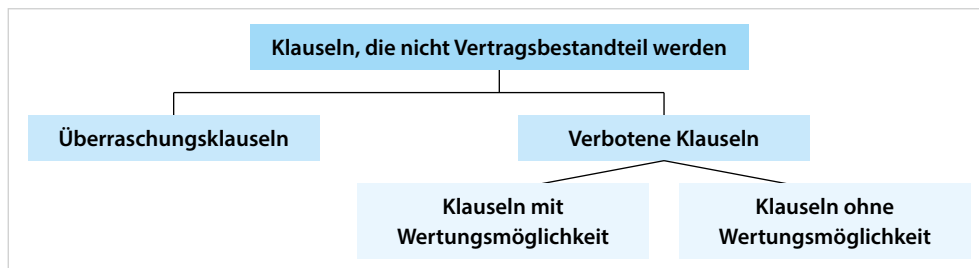 Klauseln, die nicht Vertragsbestandteil werden
Überraschungsklauseln
Verbotene Klauseln
Klauseln mit
Wertungsmöglichkeit
Klauseln ohne
Wertungsmöglichkeit